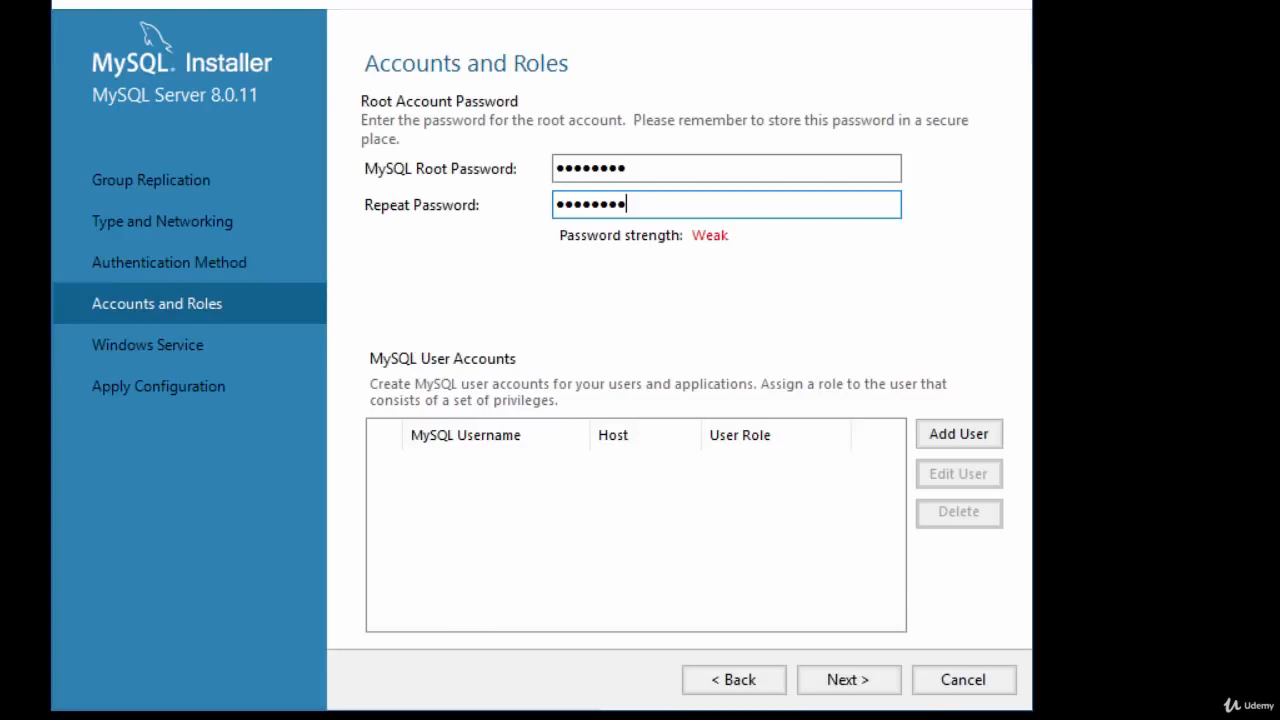 MySQL. Installer
MySQL Server 8.0.11
Group Replication
Type and Networking
Authentication Method
Accounts and Roles
Windows Service
Apply Configuration
Accounts and Roles
Root Account Password
Enter the password for the root account. Please remember to store this password in a secure
place.
MySQL Root Password: ●●●●●●●●
Repeat Password: ●●●●●●●●
Password strength: Weak
MySQL User Accounts
Create MySQL user accounts for your users and applications. Assign a role to the user that
consists of a set of privileges.
MySQL Username Host User Role
Add User
Edit User
Delete
< Back Next > Cancel
Udemy